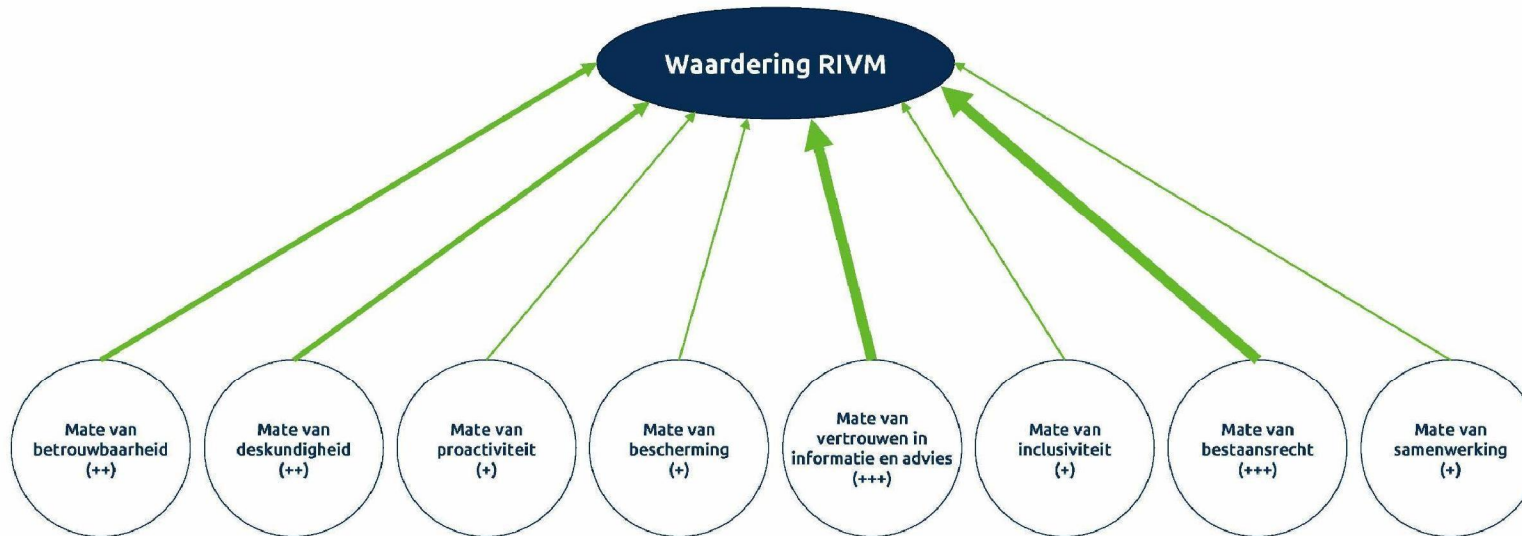 Waardering RIVM
Mate van
betrouwbaarheid
(++)
Mate van
deskundigheid
(++)
Mate van
proactiviteit
(+)
Mate van
bescherming
(+)
Mate van
vertrouwen in
informatie en advies
(+++)
Mate van
inclusiviteit
(+)
Mate van
bestaansrecht
(+++)
Mate van
samenwerking
(+)